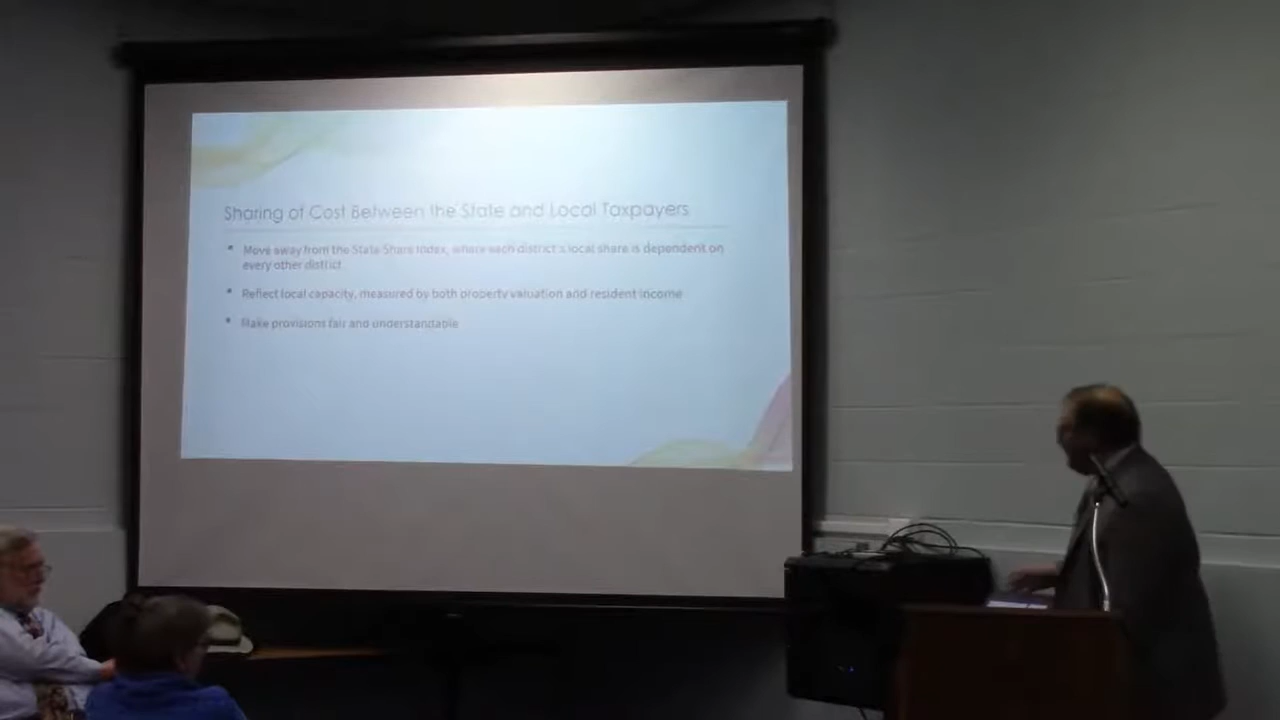 Sharing of Cost Between the State and Local Taxpayers
Move away from the State Share Index, where each district's local share is dependent on
every other district
Reflect local capacity, measured by both property valuation and resident income
Make provisions fair and understandable